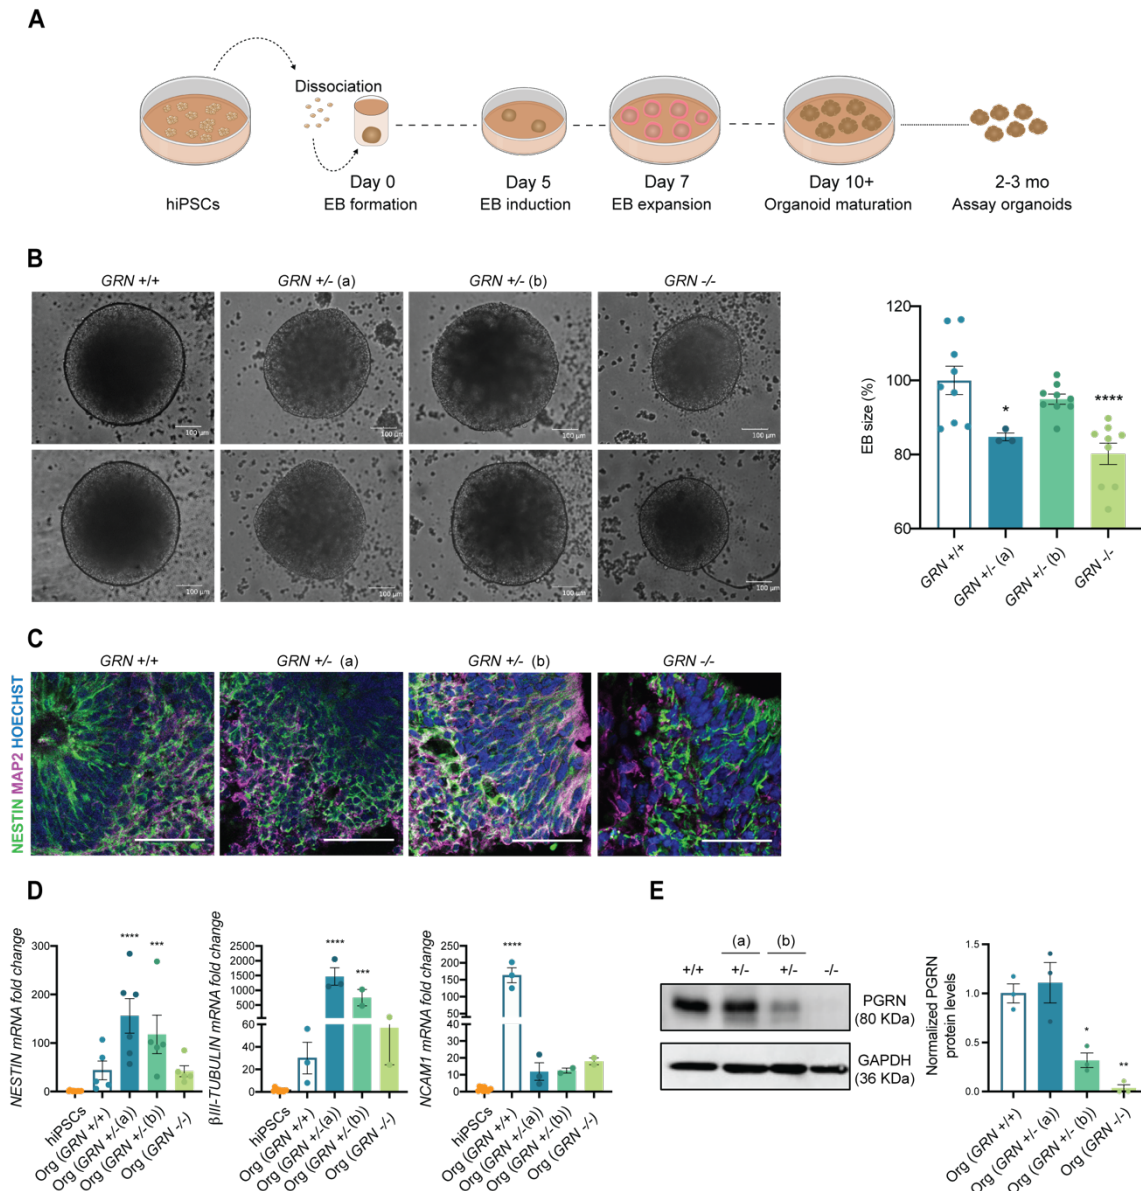 A
Dissociation
hiPSCs
Day 0
EB formation
Day 5
EB induction
Day 7
EB expansion
Day 10+
Organoid maturation
2-3 mo
Assay organoids
B
GRN +/+
GRN +/- (a)
GRN +/- (b)
GRN -/-
100 µm
100 µm
100 µm
100 µm
100 µm
100 µm
100 µm
100 µm
EB size (%)
120
100
80
60
*
****
GRN +/+
GRN +/- (a)
GRN +/- (b)
GRN -/-
C
NESTIN MAP2 HOECHST
GRN +/+
GRN +/- (a)
GRN +/- (b)
GRN -/-
D
NESTIN mRNA fold change
300
200
100
0
****
***
hiPSCs
Org (GRN +/+)
Org (GRN +/-(a))
Org (GRN +/-(b))
Org (GRN -/-)
βIII-TUBULIN mRNA fold change
2500
2000
1500
1000
500
60
40
20
0
****
***
hiPSCs
Org (GRN +/+)
Org (GRN +/-(a))
Org (GRN +/-(b))
Org (GRN -/-)
NCAM1 mRNA fold change
250
200
150
100
50
40
30
20
10
0
****
hiPSCs
Org (GRN +/+)
Org (GRN +/-(a))
Org (GRN +/-(b))
Org (GRN -/-)
E
(a) (b)
+/+ +/- +/- -/-
PGRN
(80 KDa)
GAPDH
(36 KDa)
Normalized PGRN
protein levels
1.5
1.0
0.5
0.0
*
**
Org (GRN +/+)
Org (GRN +/- (a))
Org (GRN +/- (b))
Org (GRN -/-)